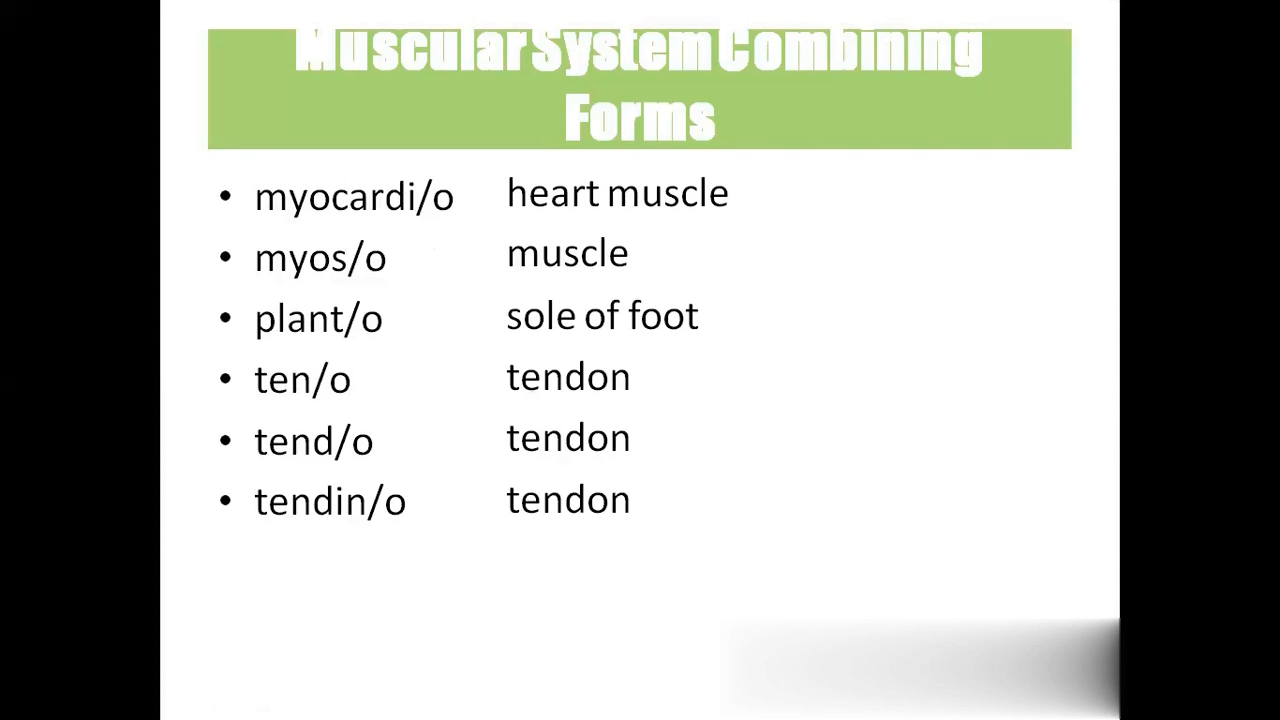 Muscular System Combining
Forms
• myocardi/o heart muscle
• myos/o muscle
• plant/o sole of foot
• ten/o tendon
• tend/o tendon
• tendin/o tendon